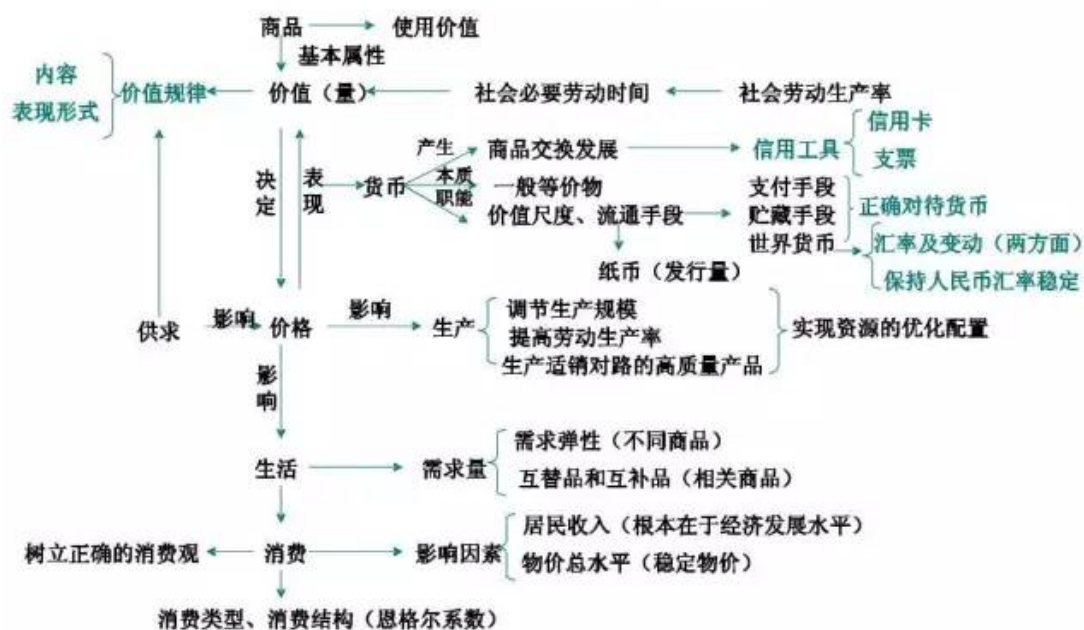 商品 使用价值
基本属性
内容
表现形式
价值规律 价值（量） 社会必要劳动时间 社会劳动生产率
决定
表现
货币
产生
本质
职能
商品交换发展 信用工具
信用卡
支票
一般等价物
价值尺度、流通手段
支付手段
贮藏手段
世界货币
正确对待货币
汇率及变动（两方面）
保持人民币汇率稳定
纸币（发行量）
供求 影响 价格 影响 生产
调节生产规模
提高劳动生产率
生产适销对路的高质量产品
实现资源的优化配置
影响
生活 需求量
需求弹性（不同商品）
互替品和互补品（相关商品）
树立正确的消费观 消费 影响因素
居民收入（根本在于经济发展水平）
物价总水平（稳定物价）
消费类型、消费结构（恩格尔系数）